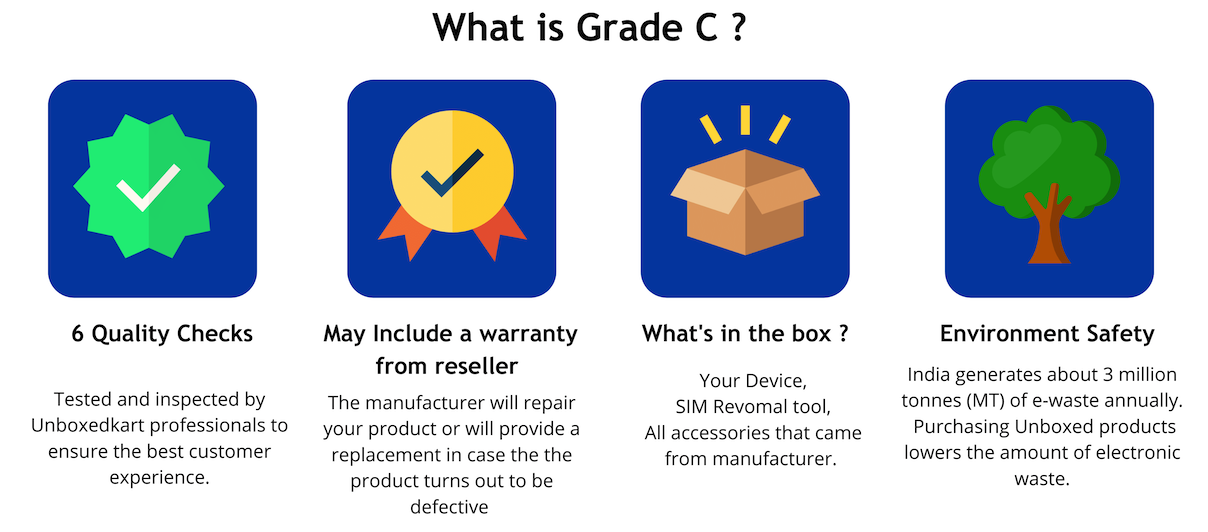 What is Grade C ?
6 Quality Checks
Tested and inspected by
Unboxedkart professionals to
ensure the best customer
experience.
May Include a warranty
from reseller
The manufacturer will repair
your product or will provide a
replacement in case the the
product turns out to be
defective
What's in the box ?
Your Device,
SIM Revomal tool,
All accessories that came
from manufacturer.
Environment Safety
India generates about 3 million
tonnes (MT) of e-waste annually.
Purchasing Unboxed products
lowers the amount of electronic
waste.